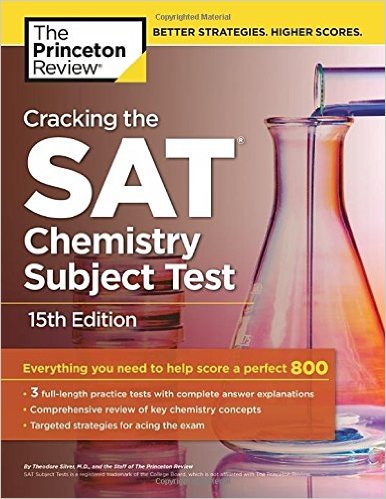 Copyrighted Material
The
Princeton
Review®
BETTER STRATEGIES. HIGHER SCORES.
Cracking the
SAT®
Chemistry
Subject Test
15th Edition
Everything you need to help score a perfect 800
• 3 full-length practice tests with complete answer explanations
• Comprehensive review of key chemistry concepts
• Targeted strategies for acing the exam
By Theodore Silver, M.D., and the Staff of The Princeton Review
SAT Subject Tests is a registered trademark of the College Board, which is not affiliated with The Princeton Review.
Copyrighted Material